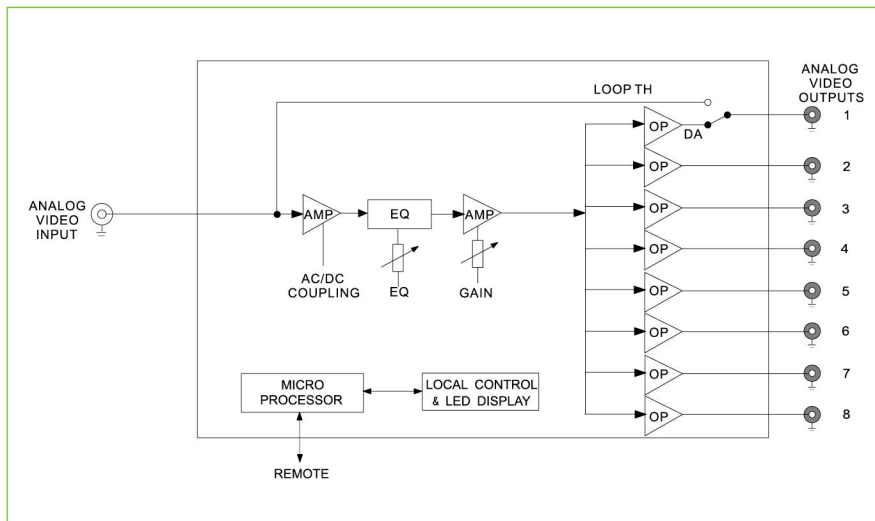 ANALOG
VIDEO
OUTPUTS
LOOP TH
OP
DA
1
OP
2
ANALOG
VIDEO
INPUT
AMP
EQ
AMP
OP
3
OP
4
AC/DC
COUPLING
EQ
GAIN
OP
5
OP
6
MICRO
PROCESSOR
LOCAL CONTROL
& LED DISPLAY
OP
7
OP
8
REMOTE